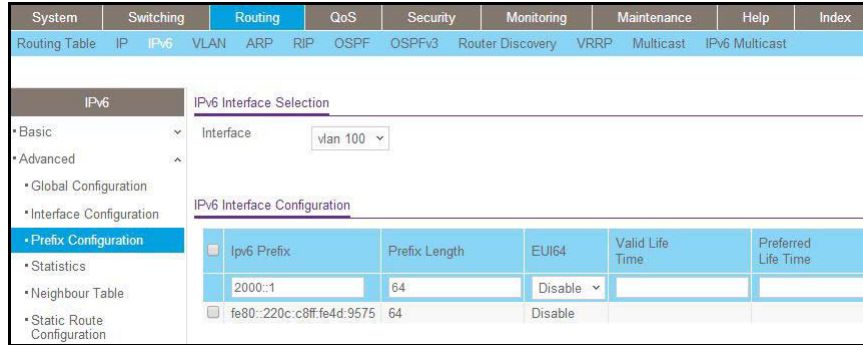 System Switching Routing QoS Security Monitoring Maintenance Help Index
Routing Table IP IPv6 VLAN ARP RIP OSPF OSPFv3 Router Discovery VRRP Multicast IPv6 Multicast
IPv6
Basic
Advanced
Global Configuration
Interface Configuration
Prefix Configuration
Statistics
Neighbour Table
Static Route
Configuration
IPv6 Interface Selection
Interface vlan 100
IPv6 Interface Configuration
Ipv6 Prefix Prefix Length EUI64 Valid Life Time Preferred Life Time
2000::1 64 Disable
fe80::220c:c8ff:fe4d:9575 64 Disable